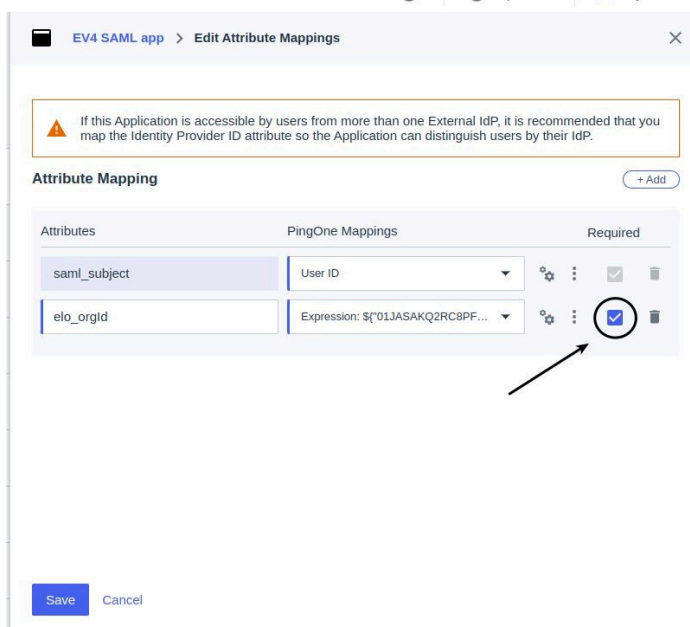 EV4 SAML app > Edit Attribute Mappings
If this Application is accessible by users from more than one External IdP, it is recommended that you
map the Identity Provider ID attribute so the Application can distinguish users by their IdP.
Attribute Mapping
+ Add
Attributes PingOne Mappings Required
saml_subject User ID
elo_orgId Expression: ${"01JASAKQ2RC8PF...
Save Cancel